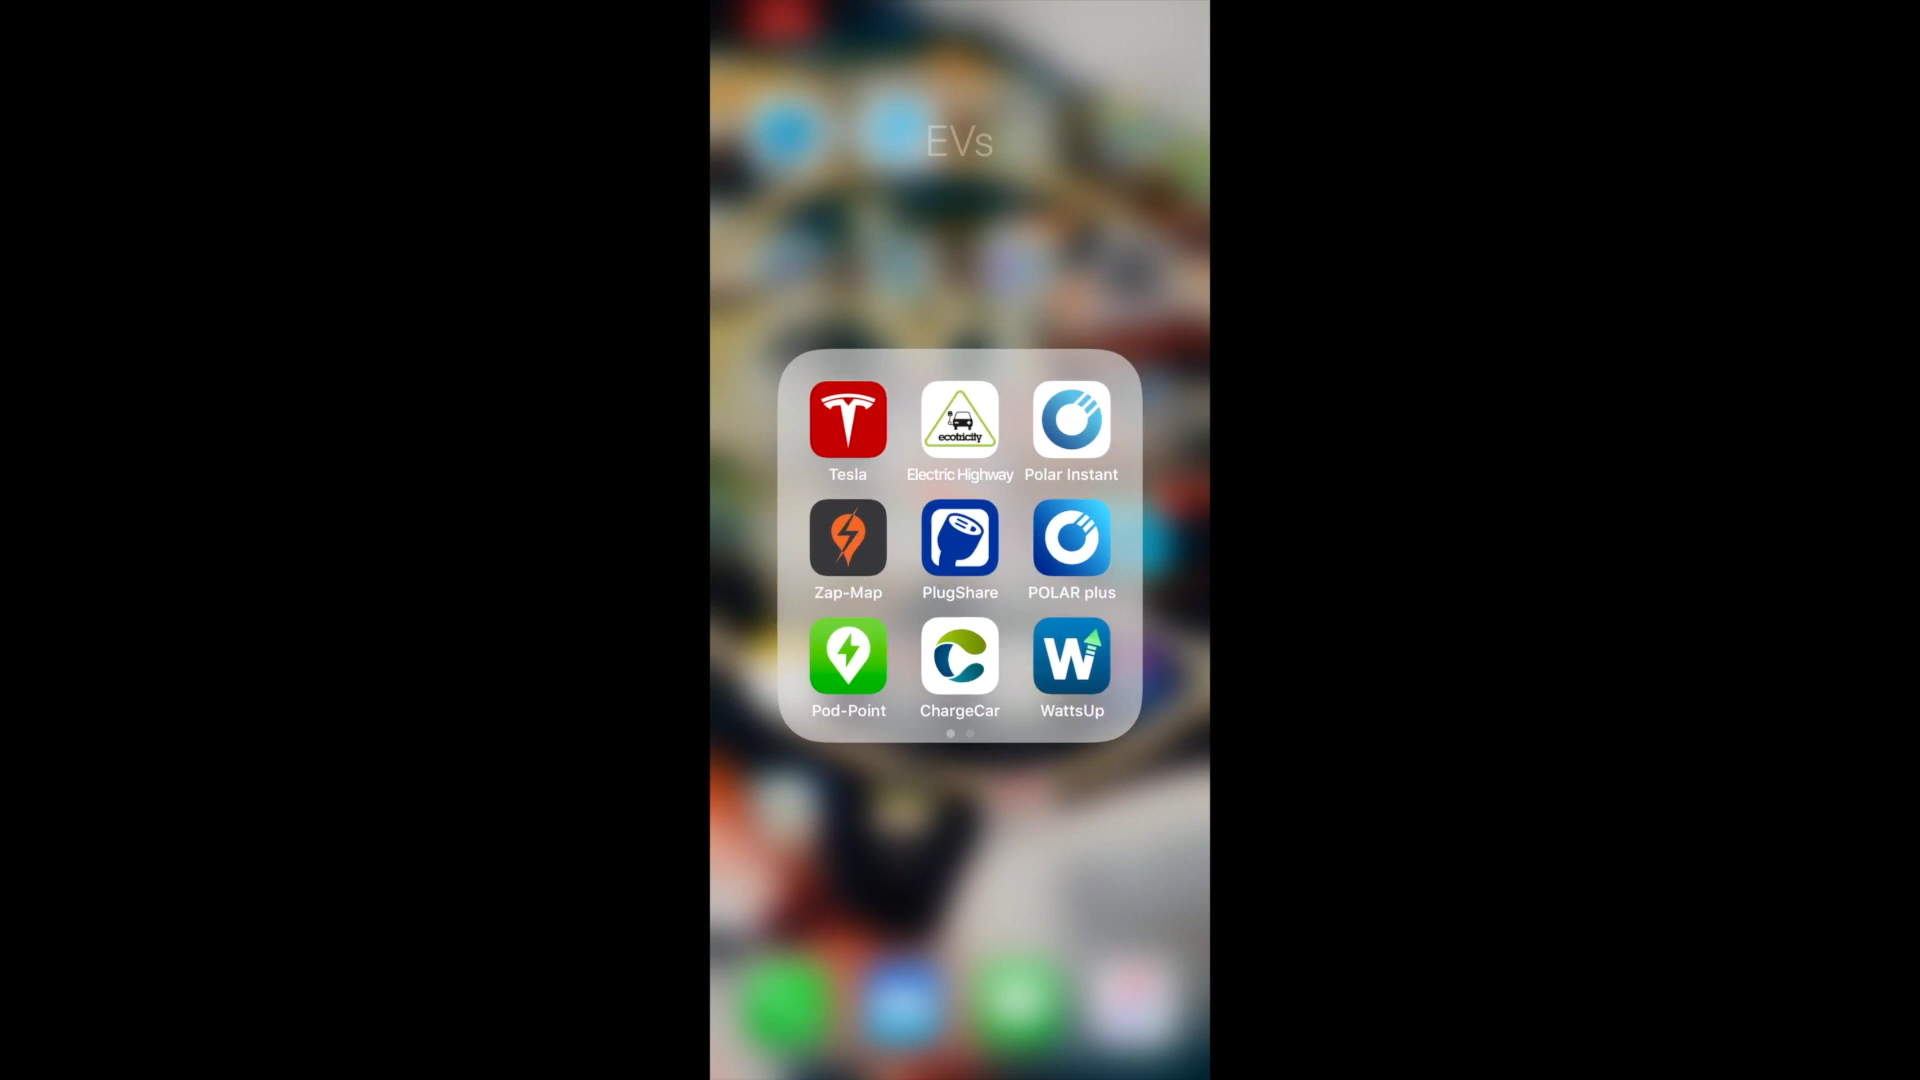 EVs
ecotricity
Tesla
Electric Highway
Polar Instant
Zap-Map
PlugShare
POLAR plus
W
Pod-Point
ChargeCar
WattsUp